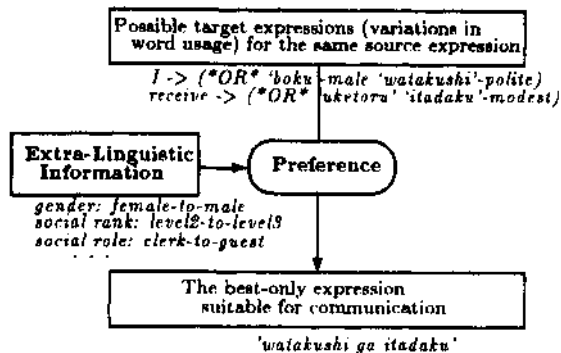 Possible target expressions (variations in
word usage) for the same source expression
I -> (*OR* 'boku'-male 'watakushi'-polite)
receive -> (*OR* 'uketoru' 'itadaku'-modest)
Extra-Linguistic
Information
Preference
gender: female-to-male
social rank: level2-to-level3
social role: clerk-to-guest
. . .
The best-only expression
suitable for communication
'watakushi ga itadaku'